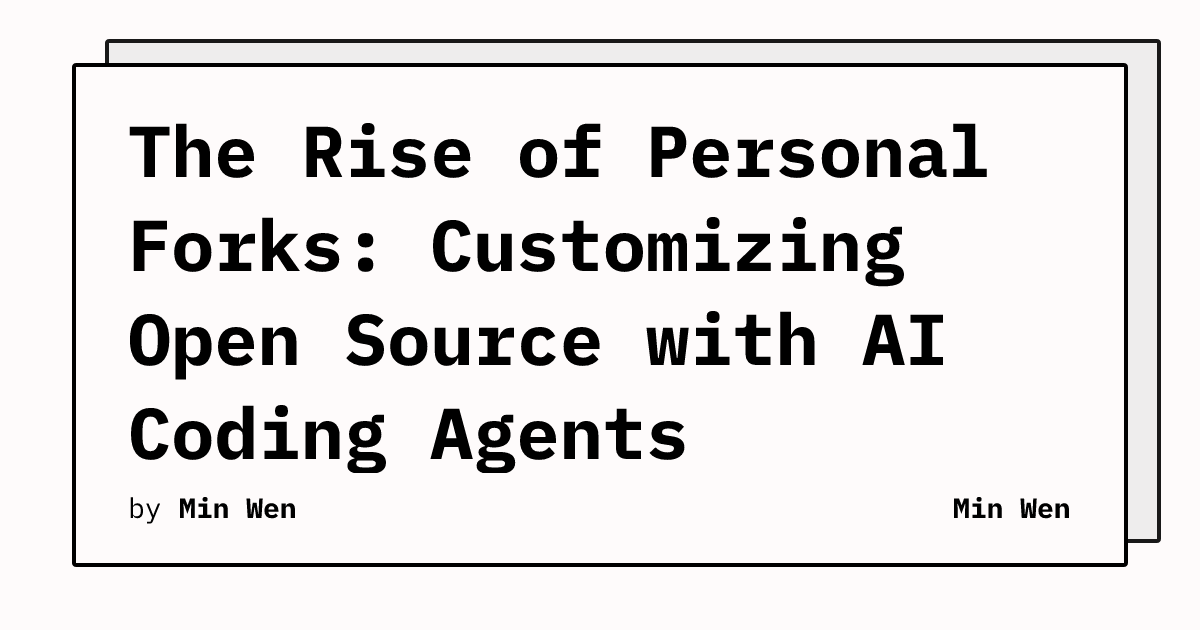 The Rise of Personal
Forks: Customizing
Open Source with AI
Coding Agents
by Min Wen
Min Wen